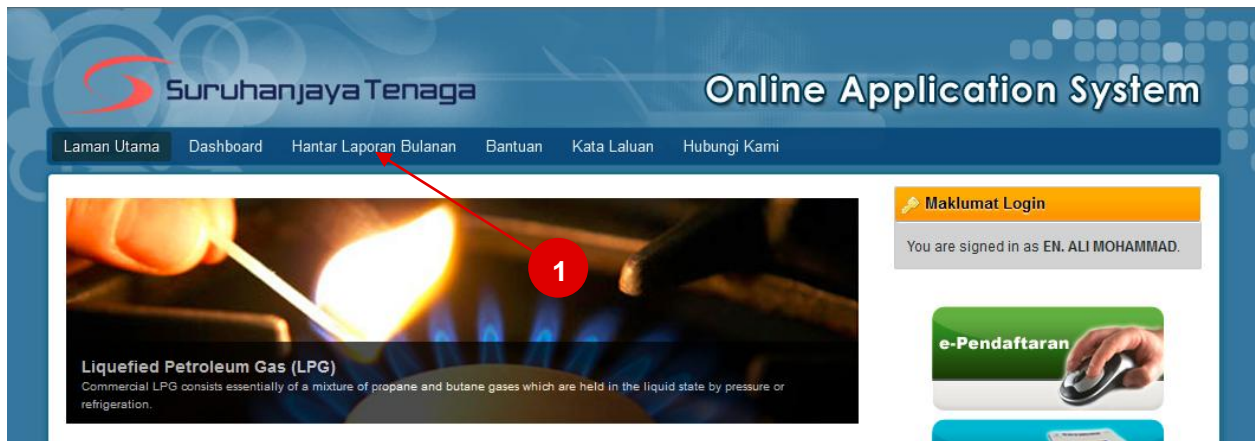 Suruhanjaya Tenaga
Online Application System
Laman Utama Dashboard Hantar Laporan Bulanan Bantuan Kata Laluan Hubungi Kami
Maklumat Login
You are signed in as EN. ALI MOHAMMAD.
1
Liquefied Petroleum Gas (LPG)
Commercial LPG consists essentially of a mixture of propane and butane gases which are held in the liquid state by pressure or
refrigeration.
e-Pendaftaran